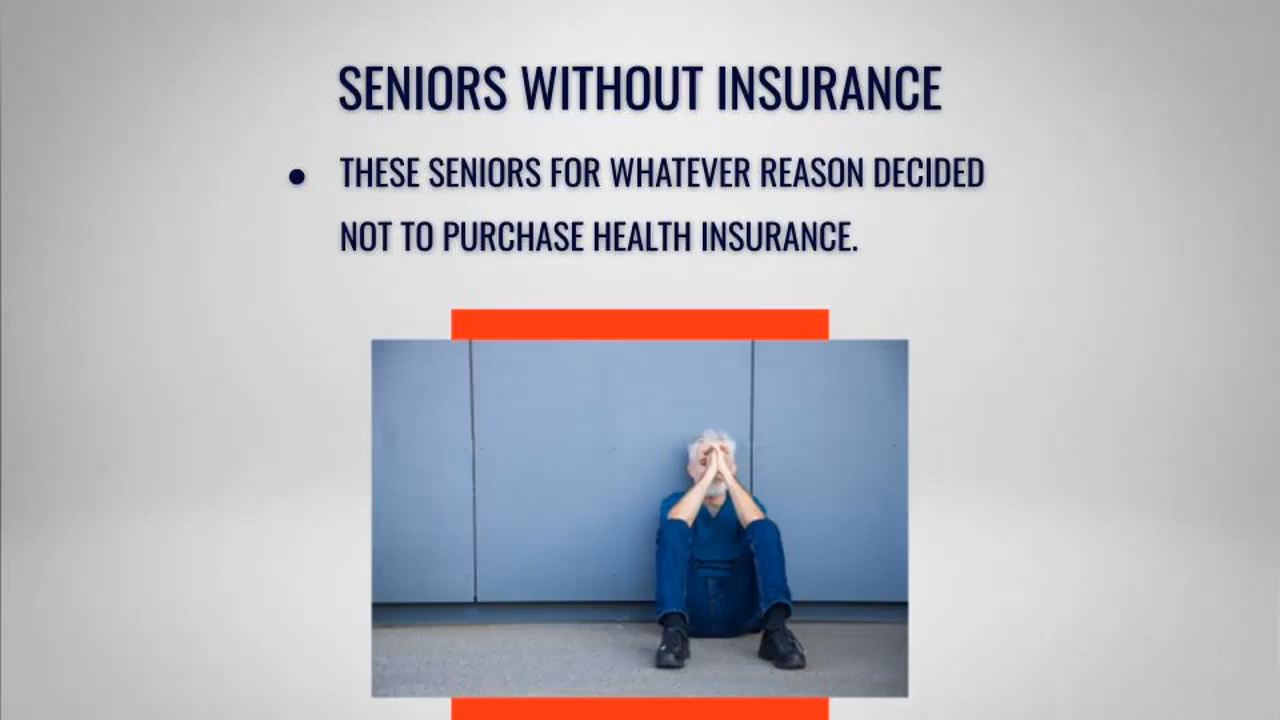 SENIORS WITHOUT INSURANCE
• THESE SENIORS FOR WHATEVER REASON DECIDED
NOT TO PURCHASE HEALTH INSURANCE.